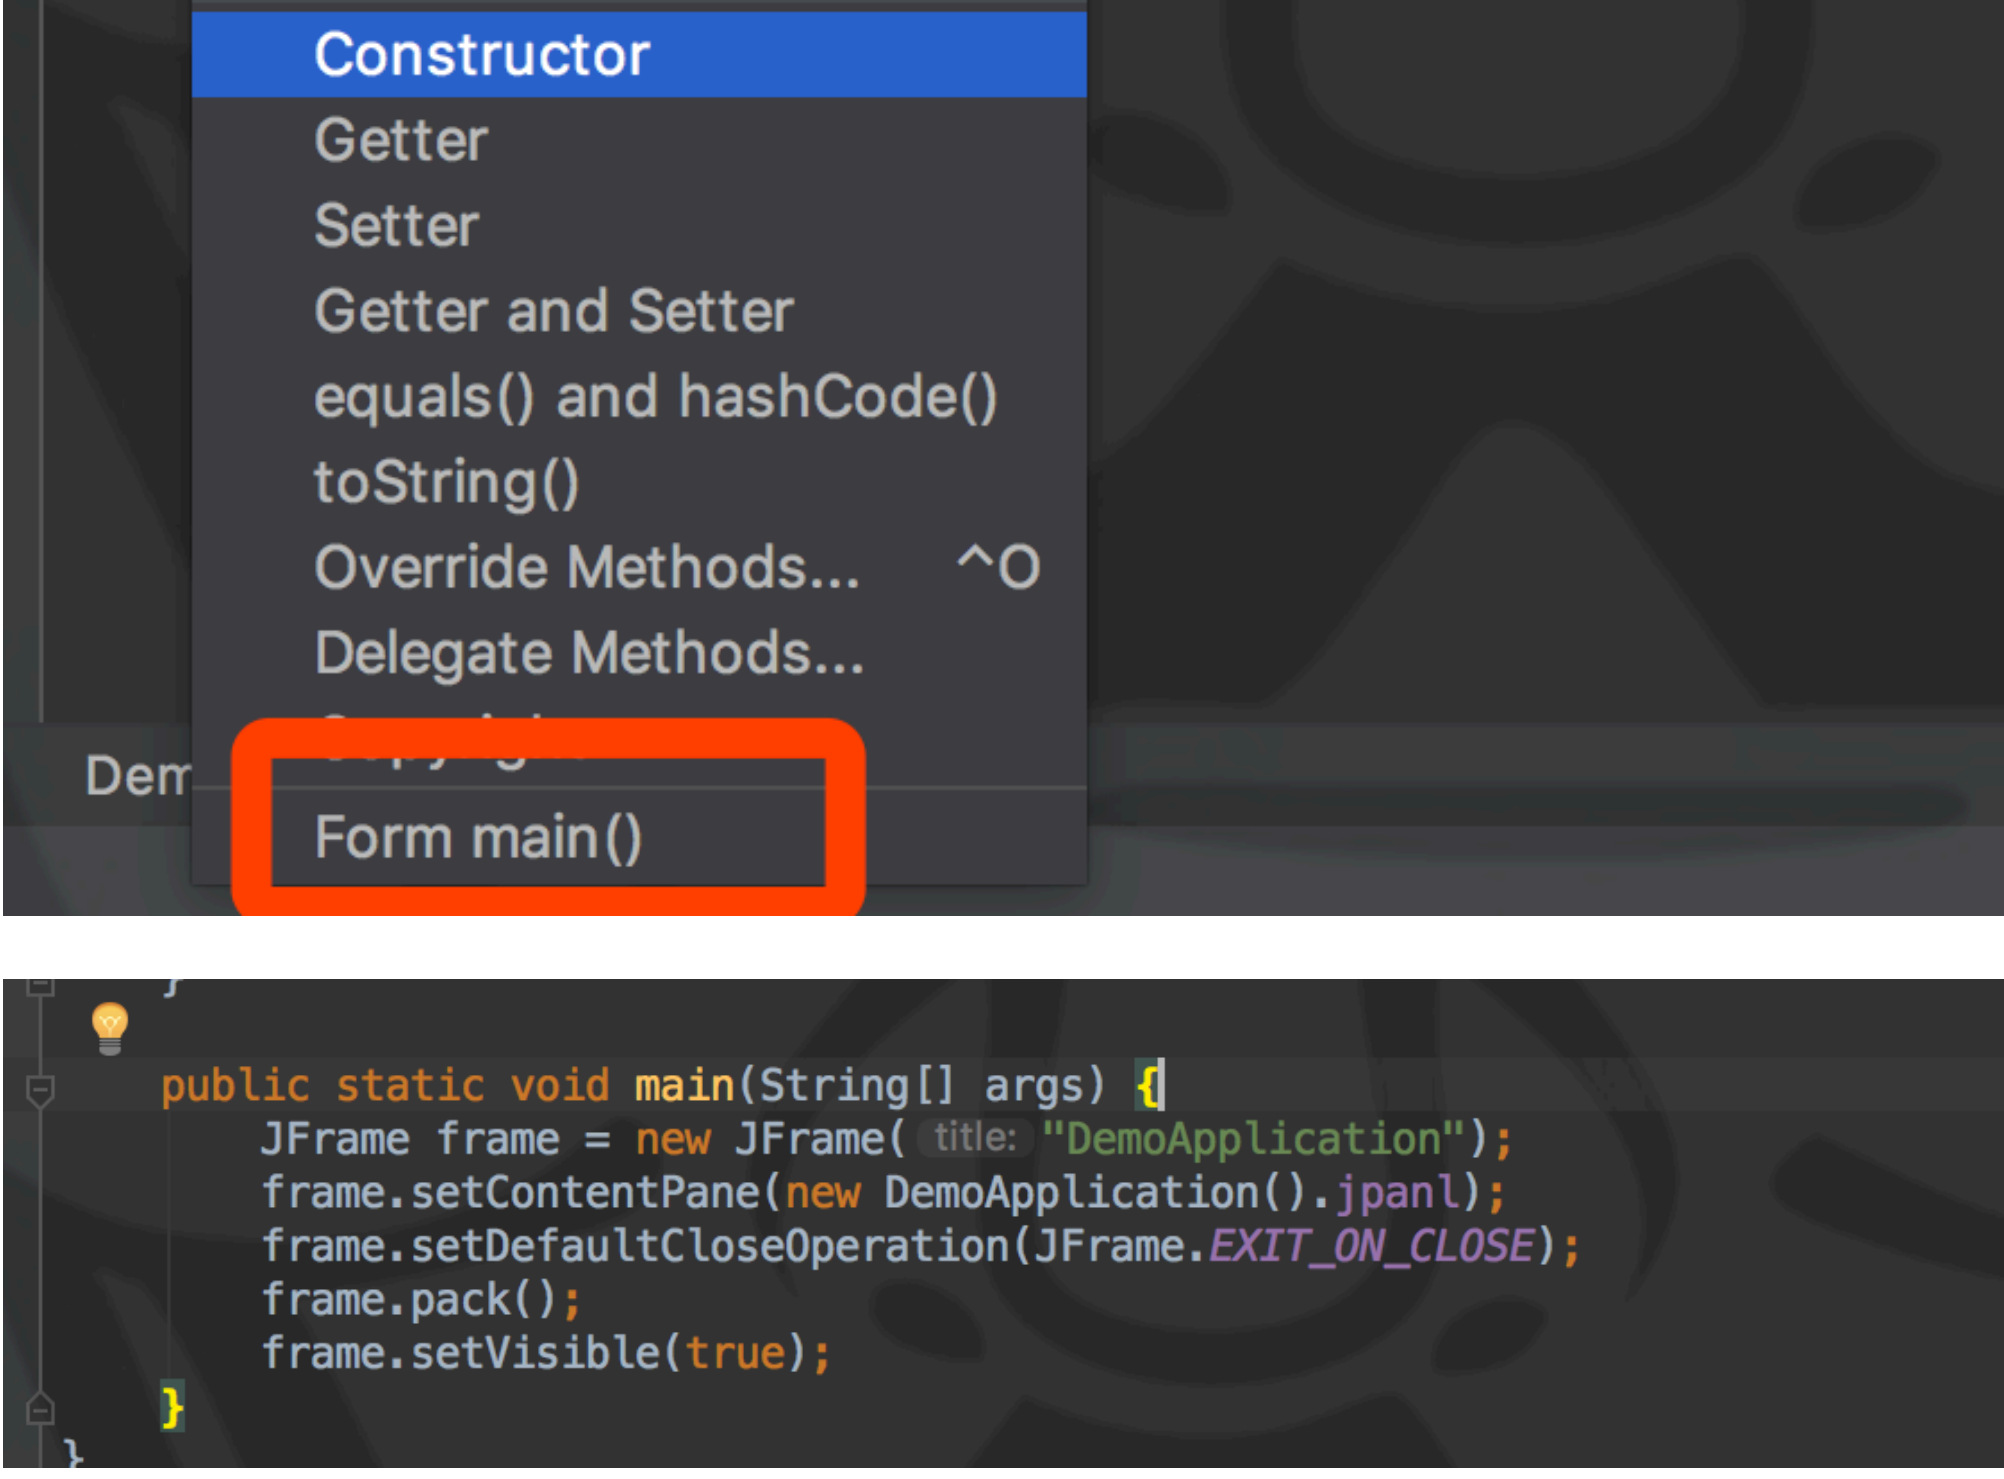 Constructor
Getter
Setter
Getter and Setter
equals() and hashCode()
toString()
Override Methods... ^O
Delegate Methods...
Copyright
Dem
Form main()
}
public static void main(String[] args) {
JFrame frame = new JFrame( title: "DemoApplication");
frame.setContentPane(new DemoApplication().jpanl);
frame.setDefaultCloseOperation(JFrame.EXIT_ON_CLOSE);
frame.pack();
frame.setVisible(true);
}
}